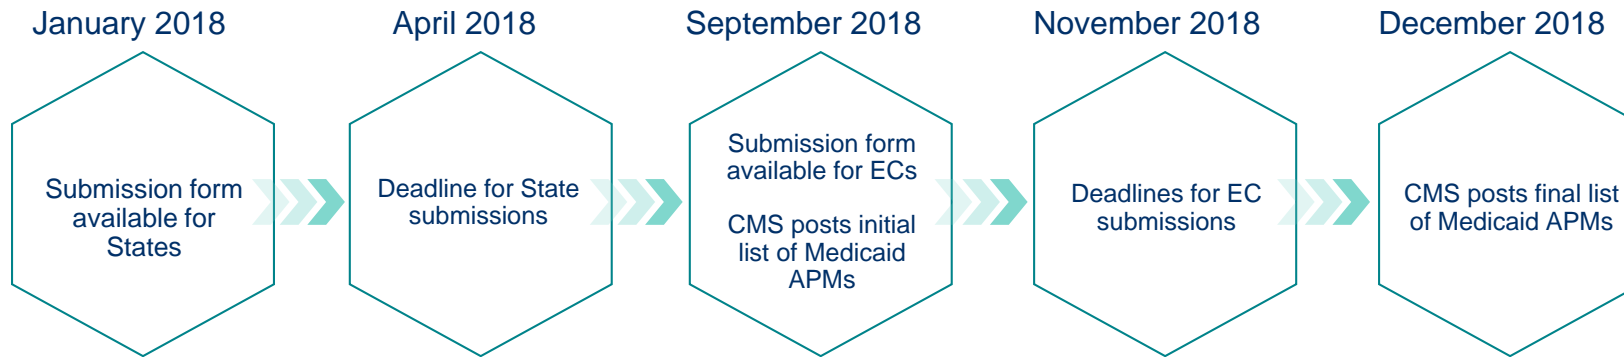 January 2018
Submission form
available for
States
April 2018
Deadline for State
submissions
September 2018
Submission form
available for ECs
CMS posts initial
list of Medicaid
APMs
November 2018
Deadlines for EC
submissions
December 2018
CMS posts final list
of Medicaid APMs